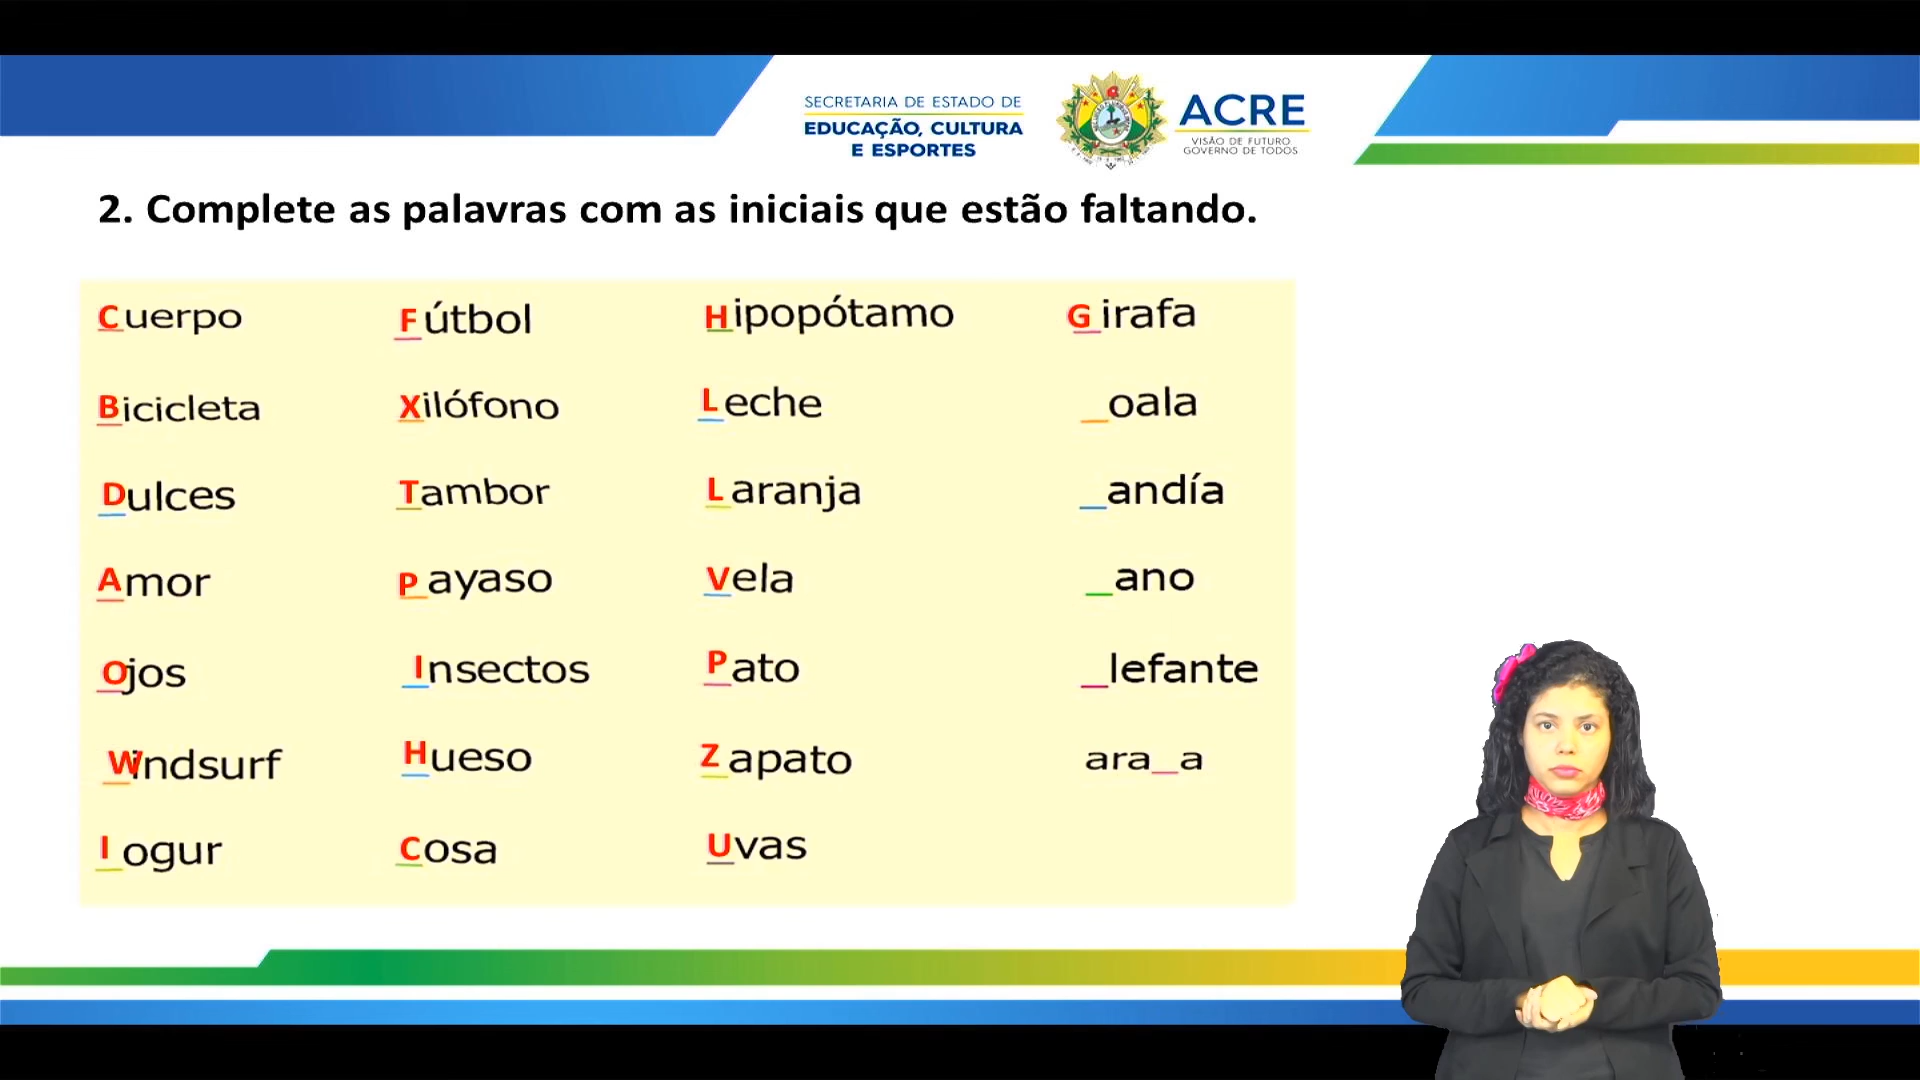 SECRETARIA DE ESTADO DE
EDUCAÇÃO, CULTURA
E ESPORTES
ACRE
VISÃO DE FUTURO
GOVERNO DE TODOS
2. Complete as palavras com as iniciais que estão faltando.
Cuerpo Fútbol Hipopótamo Girafa
Bicicleta Xilófono Leche _oala
Dulces Tambor Laranja _andía
Amor Payaso Vela _ano
Ojos Insectos Pato _lefante
Windsurf Hueso Zapato ara_a
Iogur Cosa Uvas